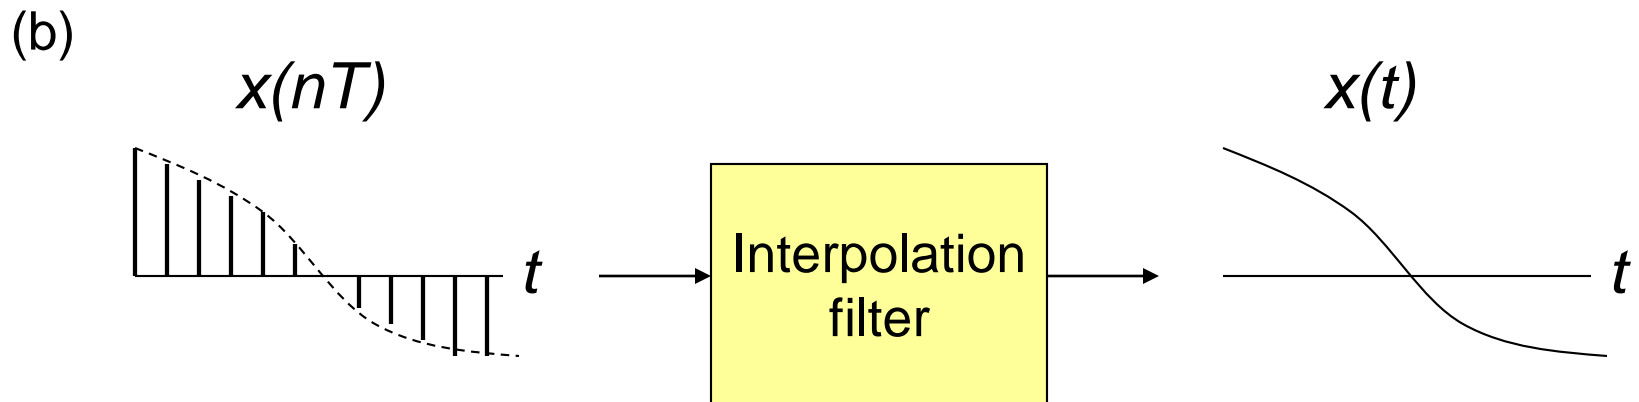 (b)
x(nT)
x(t)
t
Interpolation
filter
t